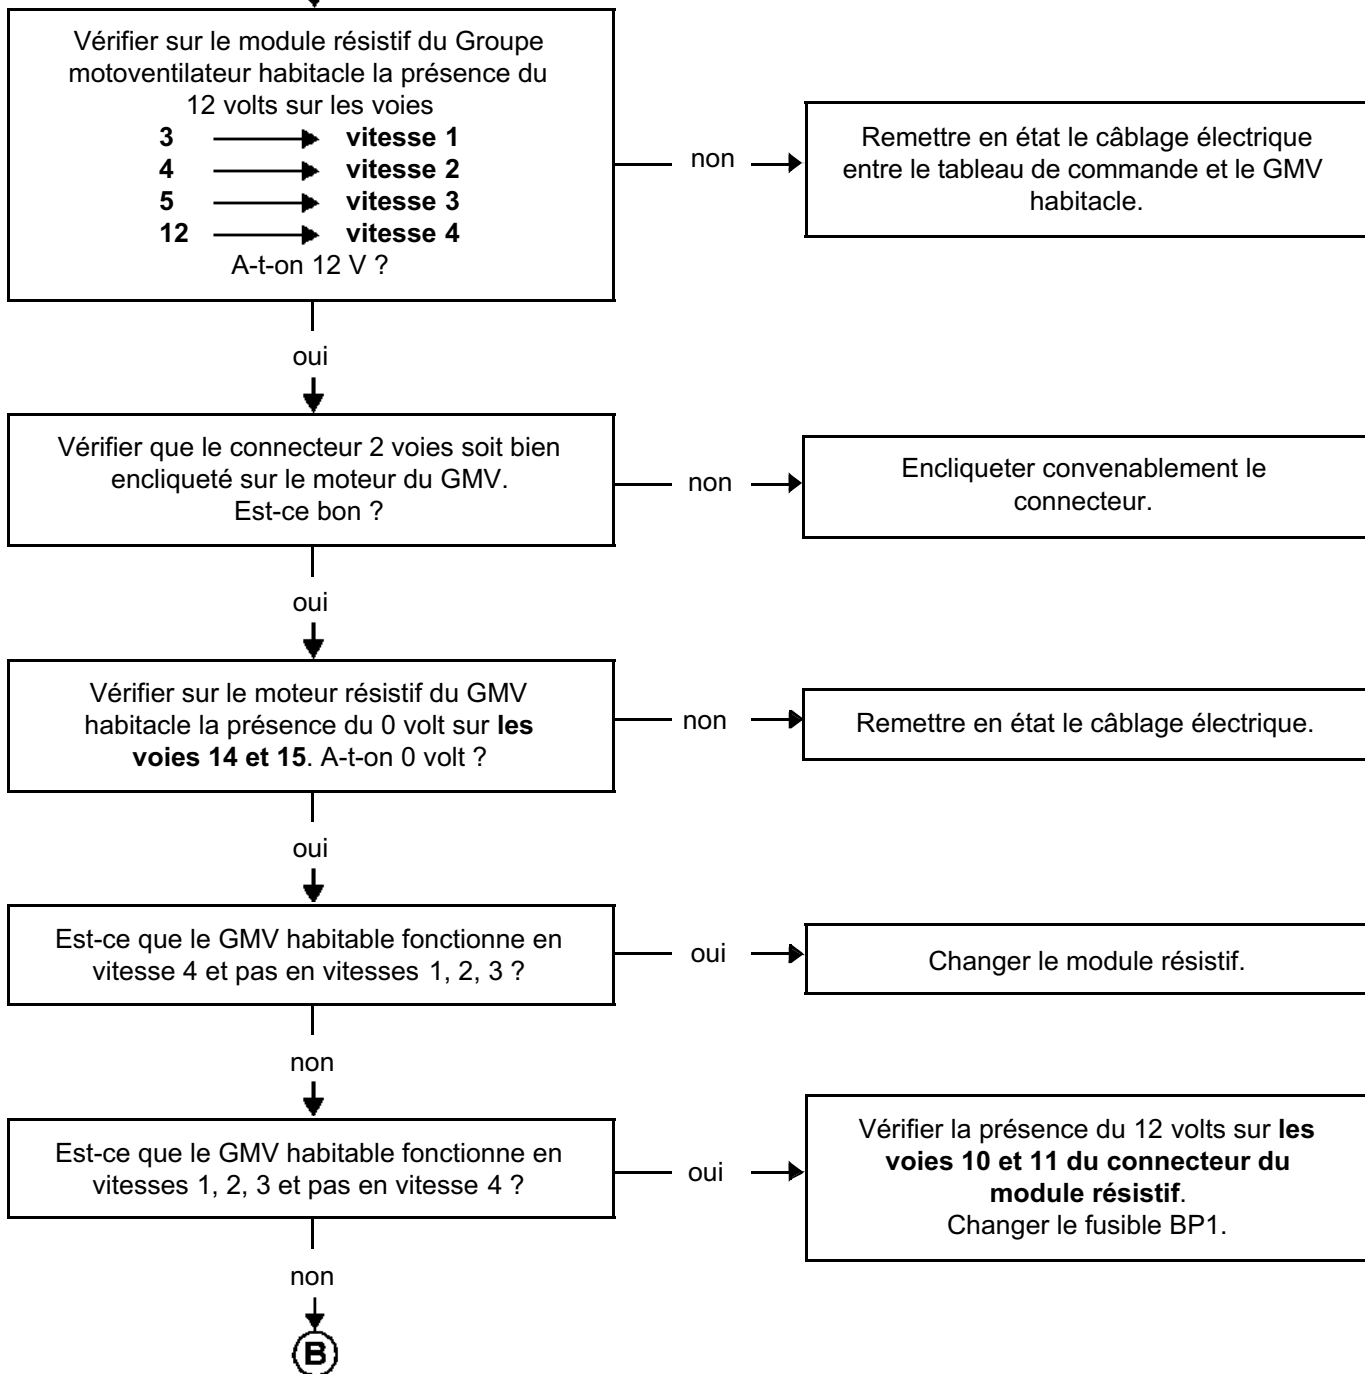 Vérifier sur le module résistif du Groupe
motoventilateur habitacle la présence du
12 volts sur les voies
3 vitesse 1
4 vitesse 2
5 vitesse 3
12 vitesse 4
A-t-on 12 V ?
non
Remettre en état le câblage électrique
entre le tableau de commande et le GMV
habitacle.
oui
Vérifier que le connecteur 2 voies soit bien
encliqueté sur le moteur du GMV.
Est-ce bon ?
non
Encliqueter convenablement le
connecteur.
oui
Vérifier sur le moteur résistif du GMV
habitacle la présence du 0 volt sur les
voies 14 et 15. A-t-on 0 volt ?
non
Remettre en état le câblage électrique.
oui
Est-ce que le GMV habitable fonctionne en
vitesse 4 et pas en vitesses 1, 2, 3 ?
oui
Changer le module résistif.
non
Est-ce que le GMV habitable fonctionne en
vitesses 1, 2, 3 et pas en vitesse 4 ?
oui
Vérifier la présence du 12 volts sur les
voies 10 et 11 du connecteur du
module résistif.
Changer le fusible BP1.
non
B